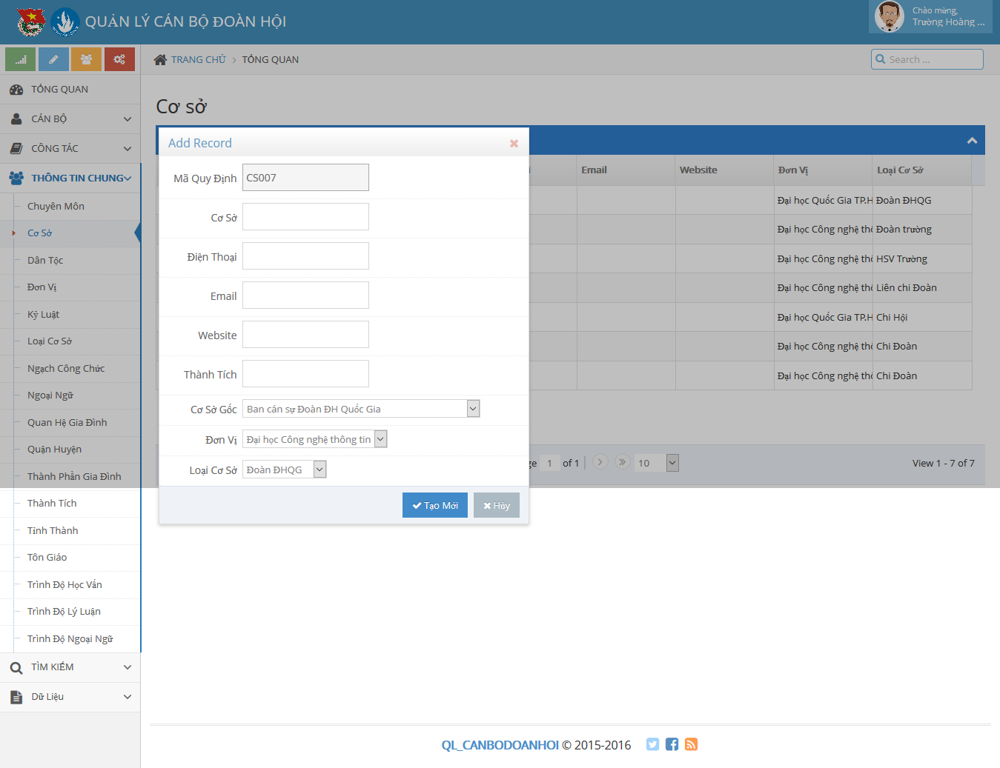 QUẢN LÝ CÁN BỘ ĐOÀN HỘI
Chào mừng,
Trường Hoàng ...
TRANG CHỦ > TỔNG QUAN
Search ...
TỔNG QUAN
CÁN BỘ
CÔNG TÁC
THÔNG TIN CHUNG
Chuyên Môn
Cơ Sở
Dân Tộc
Đơn Vị
Kỷ Luật
Loại Cơ Sở
Ngạch Công Chức
Ngoại Ngữ
Quan Hệ Gia Đình
Quận Huyện
Thành Phần Gia Đình
Thành Tích
Tỉnh Thành
Tôn Giáo
Trình Độ Học Vấn
Trình Độ Lý Luận
Trình Độ Ngoại Ngữ
TÌM KIẾM
Dữ Liệu
Cơ sở
Add Record
Mã Quy Định CS007
Cơ Sở
Điện Thoại
Email
Website
Thành Tích
Cơ Sở Gốc Ban cán sự Đoàn ĐH Quốc Gia
Đơn Vị Đại học Công nghệ thông tin
Loại Cơ Sở Đoàn ĐHQG
Tạo Mới Hủy
Email Website Đơn Vị Loại Cơ Sở
Đại học Quốc Gia TP.H Đoàn ĐHQG
Đại học Công nghệ Đoàn trường
Đại học Công nghệ HSV Trường
Đại học Công nghệ Liên chi Đoàn
Đại học Quốc Gia TP.H Chi Hội
Đại học Công nghệ Chi Đoàn
Đại học Công nghệ Chi Đoàn
ge 1 of 1 10 View 1 - 7 of 7
QL_CANBODOANHOI © 2015-2016